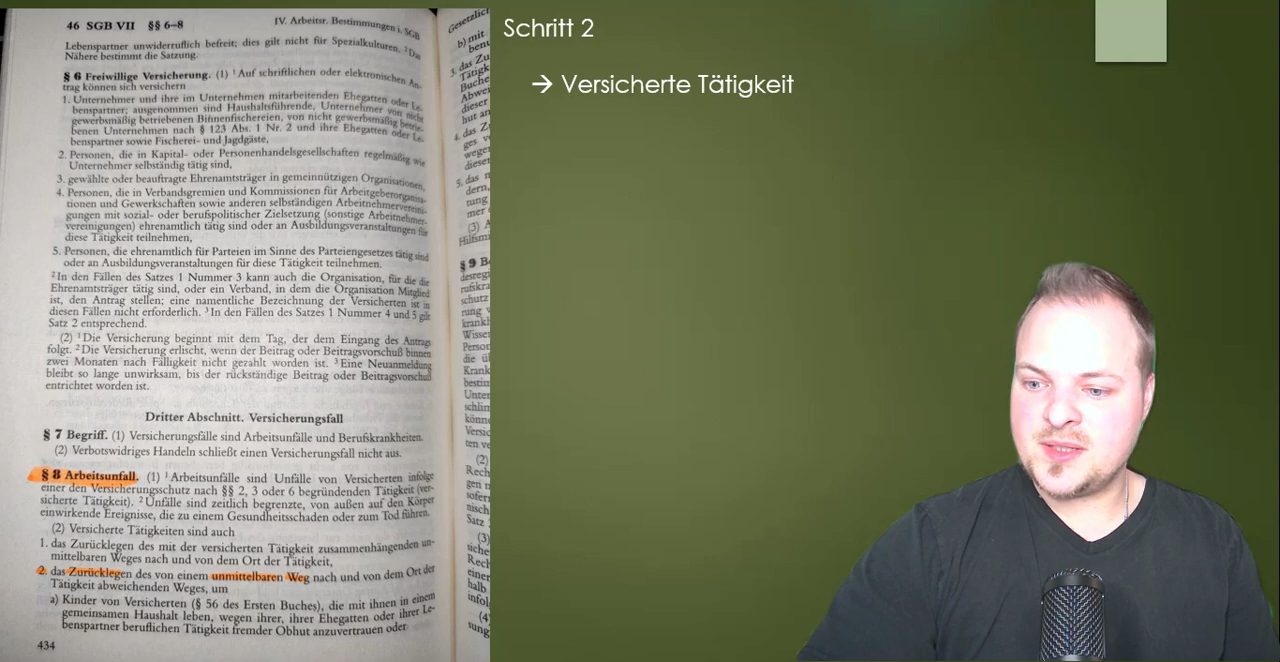 46 SGB VII §§ 6–8
IV. Arbeitsr. Bestimmungen i. SGB
Lebenspartner unwiderruflich befreit; dies gilt nicht für Spezialkulturen. ³Das
Nähere bestimmt die Satzung.
§ 6 Freiwillige Versicherung. (1) ¹Auf schriftlichen oder elektronischen An-
trag können sich versichern
1. Unternehmer und ihre im Unternehmen mitarbeitenden Ehegatten oder Le-
benspartner; ausgenommen sind Haushaltsführende, Unternehmer von nicht
gewerbsmäßig betriebenen Binnenfischereien, von nicht gewerbsmäßig betrie-
benen Unternehmen nach § 123 Abs. 1 Nr. 2 und ihre Ehegatten oder Le-
benspartner sowie Fischerei- und Jagdgäste,
2. Personen, die in Kapital- oder Personenhandelsgesellschaften regelmäßig wie
Unternehmer selbständig tätig sind,
3. gewählte oder beauftragte Ehrenamtsträger in gemeinnützigen Organisationen,
4. Personen, die in Verbandsgremien und Kommissionen für Arbeitgeberorganisa-
tionen und Gewerkschaften sowie anderen selbständigen Arbeitnehmervereini-
gungen mit sozial- oder berufspolitischer Zielsetzung (sonstige Arbeitnehmer-
vereinigungen) ehrenamtlich tätig sind oder an Ausbildungsveranstaltungen für
diese Tätigkeit teilnehmen,
5. Personen, die ehrenamtlich für Parteien im Sinne des Parteiengesetzes tätig sind
oder an Ausbildungsveranstaltungen für diese Tätigkeit teilnehmen.
²In den Fällen des Satzes 1 Nummer 3 kann auch die Organisation, für die die
Ehrenamtsträger tätig sind, oder ein Verband, in dem die Organisation Mitglied
ist, den Antrag stellen; eine namentliche Bezeichnung der Versicherten ist in
diesen Fällen nicht erforderlich. ³In den Fällen des Satzes 1 Nummer 4 und 5 gilt
Satz 2 entsprechend.
(2) ¹Die Versicherung beginnt mit dem Tag, der dem Eingang des Antrags
folgt. ²Die Versicherung erlischt, wenn der Beitrag oder Beitragsvorschuß binnen
zwei Monaten nach Fälligkeit nicht gezahlt worden ist. ³Eine Neuanmeldung
bleibt so lange unwirksam, bis der rückständige Beitrag oder Beitragsvorschuß
entrichtet worden ist.
Dritter Abschnitt. Versicherungsfall
§ 7 Begriff. (1) Versicherungsfälle sind Arbeitsunfälle und Berufskrankheiten.
(2) Verbotswidriges Handeln schließt einen Versicherungsfall nicht aus.
§ 8 Arbeitsunfall. (1) ¹Arbeitsunfälle sind Unfälle von Versicherten infolge
einer den Versicherungsschutz nach §§ 2, 3 oder 6 begründenden Tätigkeit (ver-
sicherte Tätigkeit). ²Unfälle sind zeitlich begrenzte, von außen auf den Körper
einwirkende Ereignisse, die zu einem Gesundheitsschaden oder zum Tod führen.
(2) Versicherte Tätigkeiten sind auch
1. das Zurücklegen des mit der versicherten Tätigkeit zusammenhängenden un-
mittelbaren Weges nach und von dem Ort der Tätigkeit,
2. das Zurücklegen des von einem unmittelbaren Weg nach und von dem Ort der
Tätigkeit abweichenden Weges, um
a) Kinder von Versicherten (§ 56 des Ersten Buches), die mit ihnen in einem
gemeinsamen Haushalt leben, wegen ihrer, ihrer Ehegatten oder ihrer Le-
benspartner beruflichen Tätigkeit fremder Obhut anzuvertrauen oder
434
Schritt 2
→ Versicherte Tätigkeit